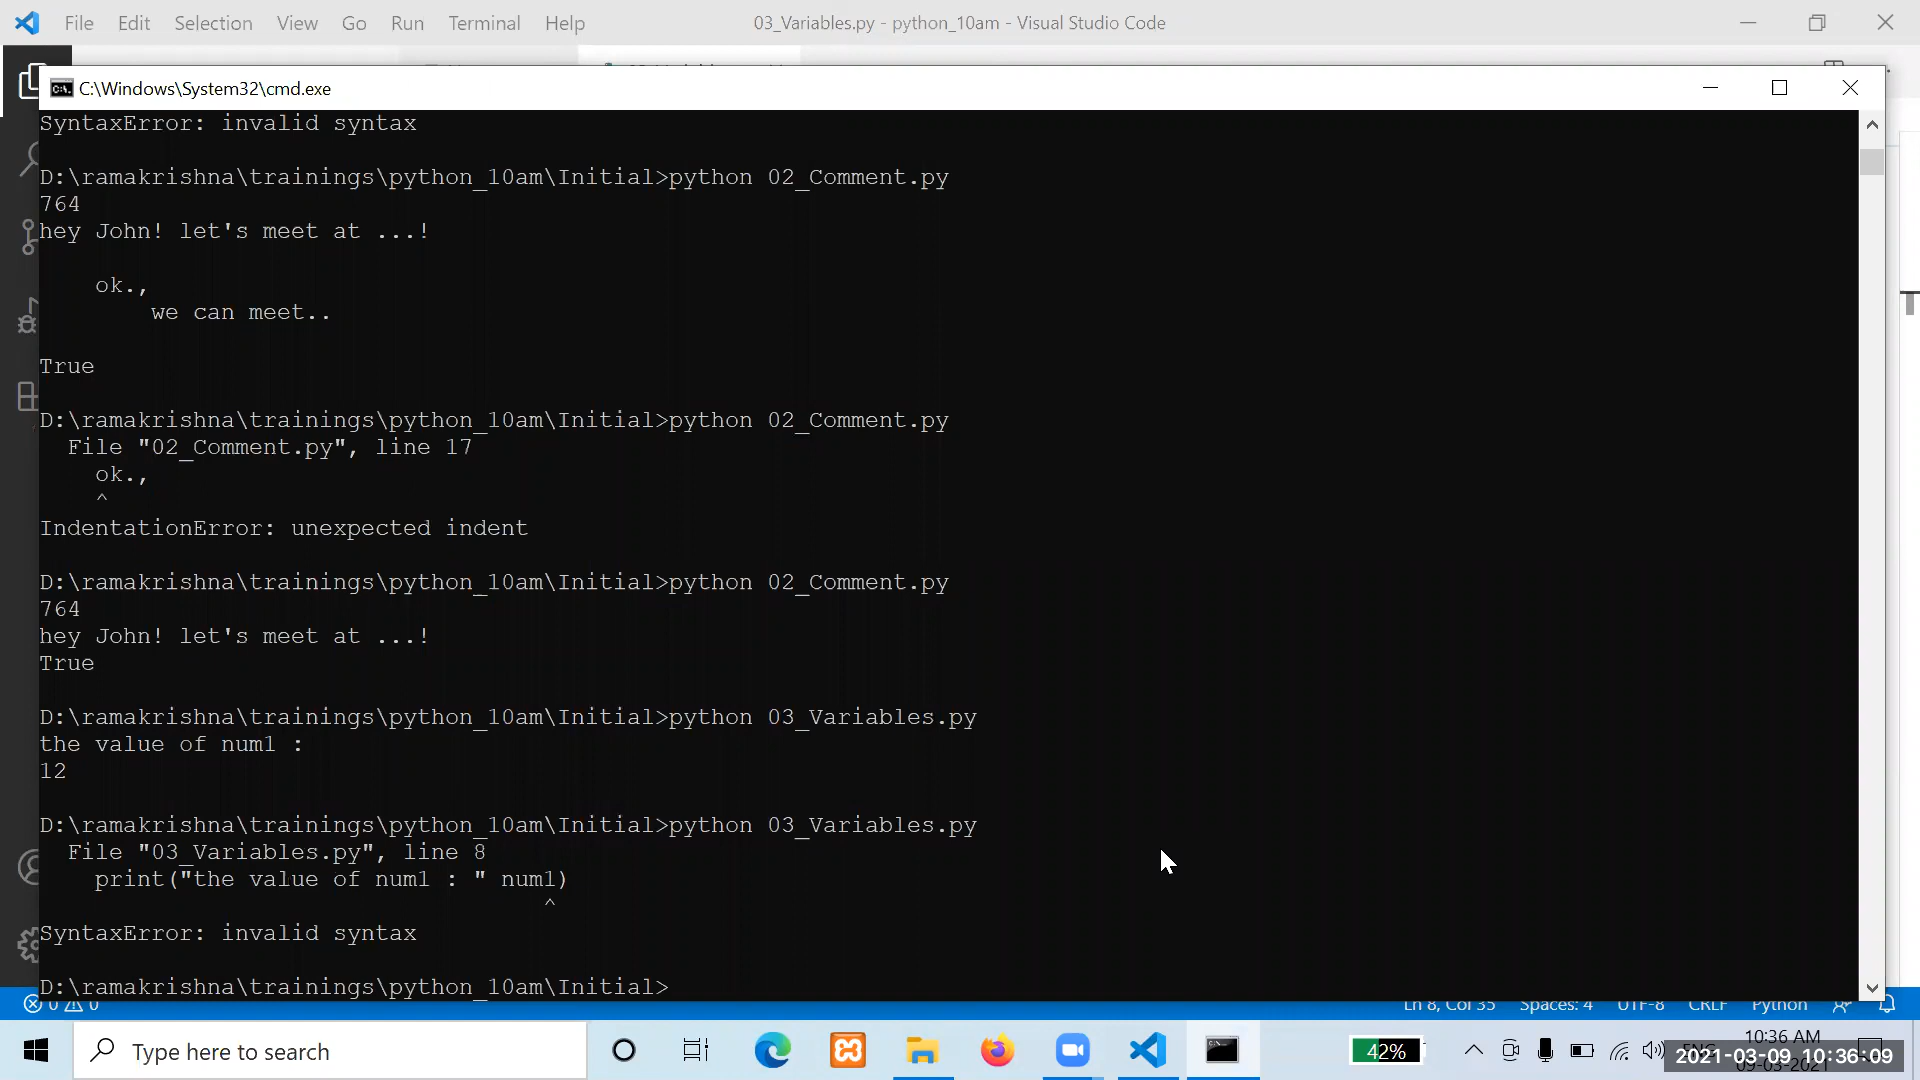 File Edit Selection View Go Run Terminal Help 03_Variables.py - python_10am - Visual Studio Code
C:\Windows\System32\cmd.exe
SyntaxError: invalid syntax
D:\ramakrishna\trainings\python_10am\Initial>python 02_Comment.py
764
hey John! let's meet at ...!
ok.,
we can meet..
True
D:\ramakrishna\trainings\python_10am\Initial>python 02_Comment.py
File "02_Comment.py", line 17
ok.,
^
IndentationError: unexpected indent
D:\ramakrishna\trainings\python_10am\Initial>python 02_Comment.py
764
hey John! let's meet at ...!
True
D:\ramakrishna\trainings\python_10am\Initial>python 03_Variables.py
the value of num1 :
12
D:\ramakrishna\trainings\python_10am\Initial>python 03_Variables.py
File "03_Variables.py", line 8
print("the value of num1 : " num1)
^
SyntaxError: invalid syntax
D:\ramakrishna\trainings\python_10am\Initial>
0 0 Ln 8, Col 35 Spaces: 4 UTF-8 CRLF Python
Type here to search 42% 10:36 AM
2021-03-09 10:36:09